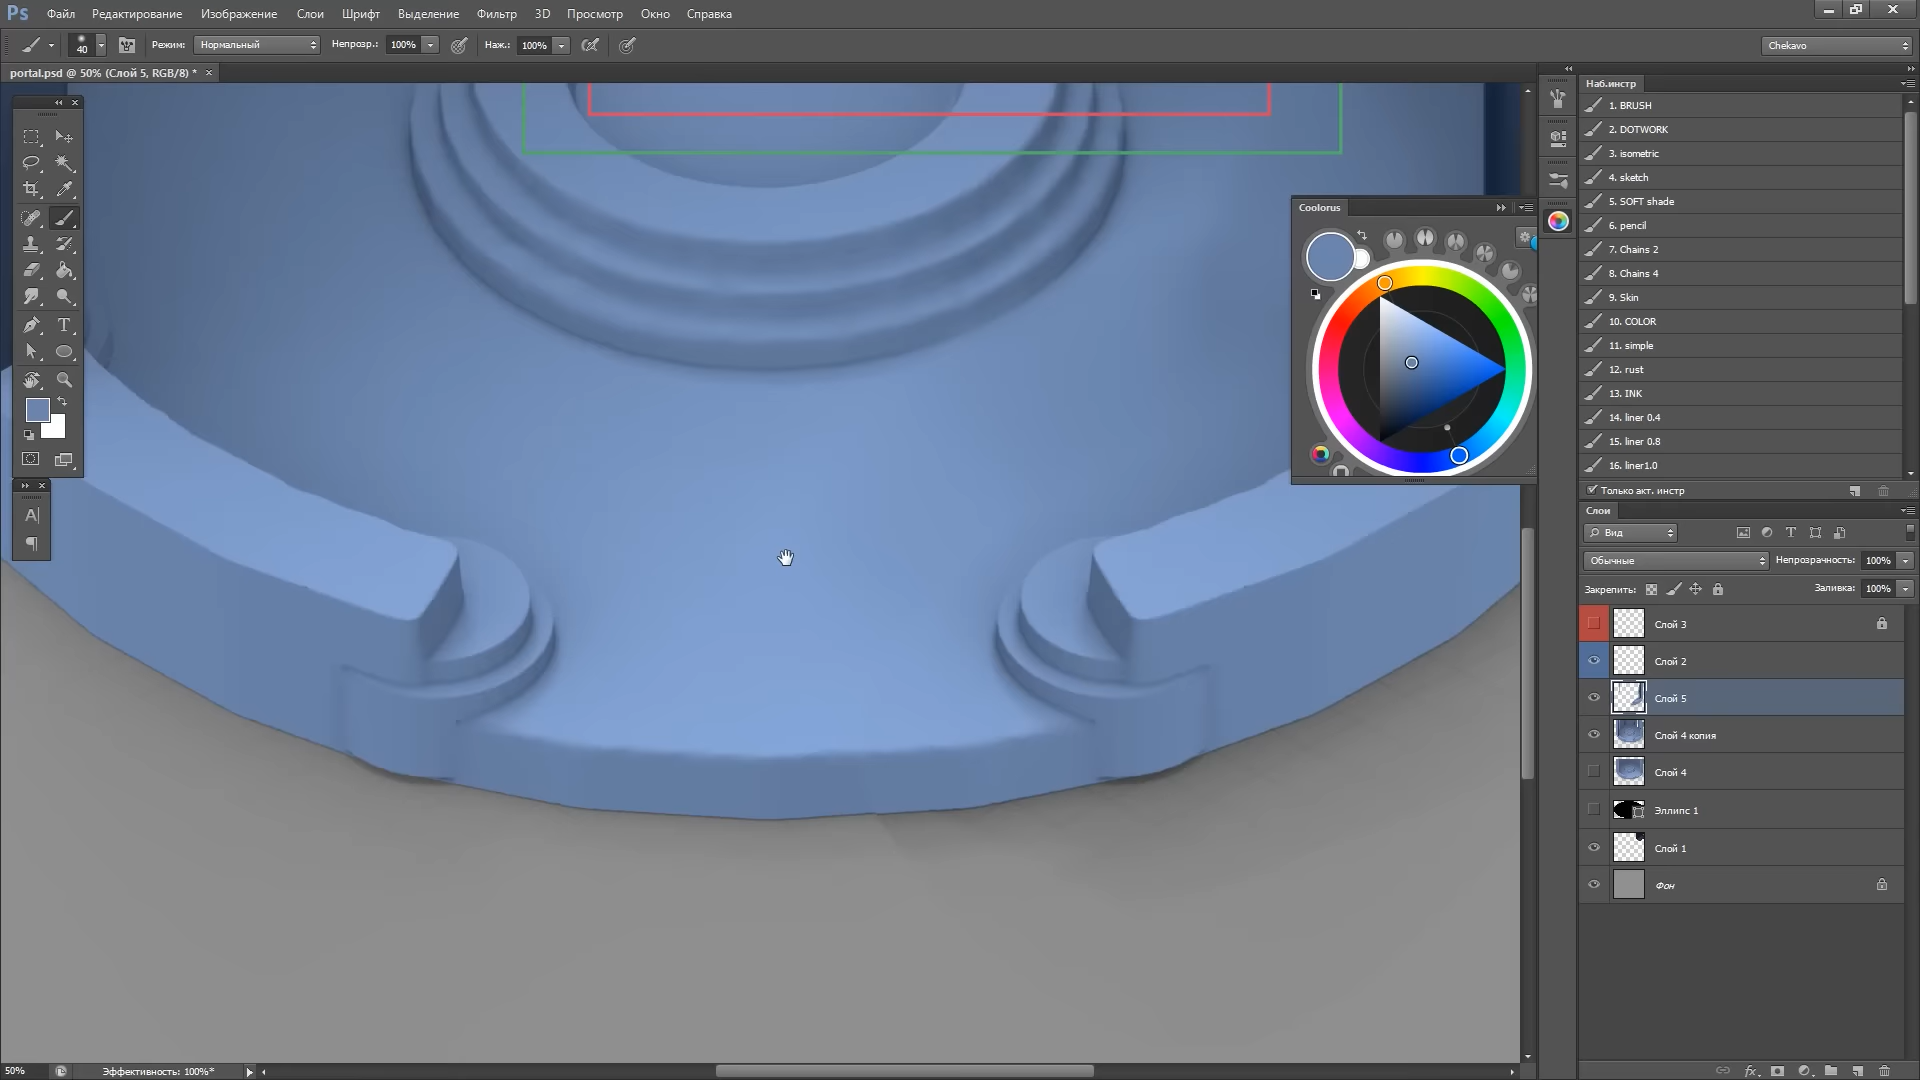 Ps Файл Редактирование Изображение Слои Шрифт Выделение Фильтр 3D Просмотр Окно Справка
40 Режим: Нормальный Непрозр.: 100% Наж.: 100% Chekavo
portal.psd @ 50% (Слой 5, RGB/8) * ×
Наб.инстр
1. BRUSH
2. DOTWORK
3. isometric
4. sketch
5. SOFT shade
6. pencil
7. Chains 2
8. Chains 4
9. Skin
10. COLOR
11. simple
12. rust
13. INK
14. liner 0.4
15. liner 0.8
16. liner1.0
Только акт. инстр
Coolorus
T
A
Слои
Вид
T
Обычные Непрозрачность: 100%
Закрепить: Заливка: 100%
Слой 3
Слой 2
Слой 5
Слой 4 копия
Слой 4
Эллипс 1
Слой 1
Фон
fx
50% Эффективность: 100%*